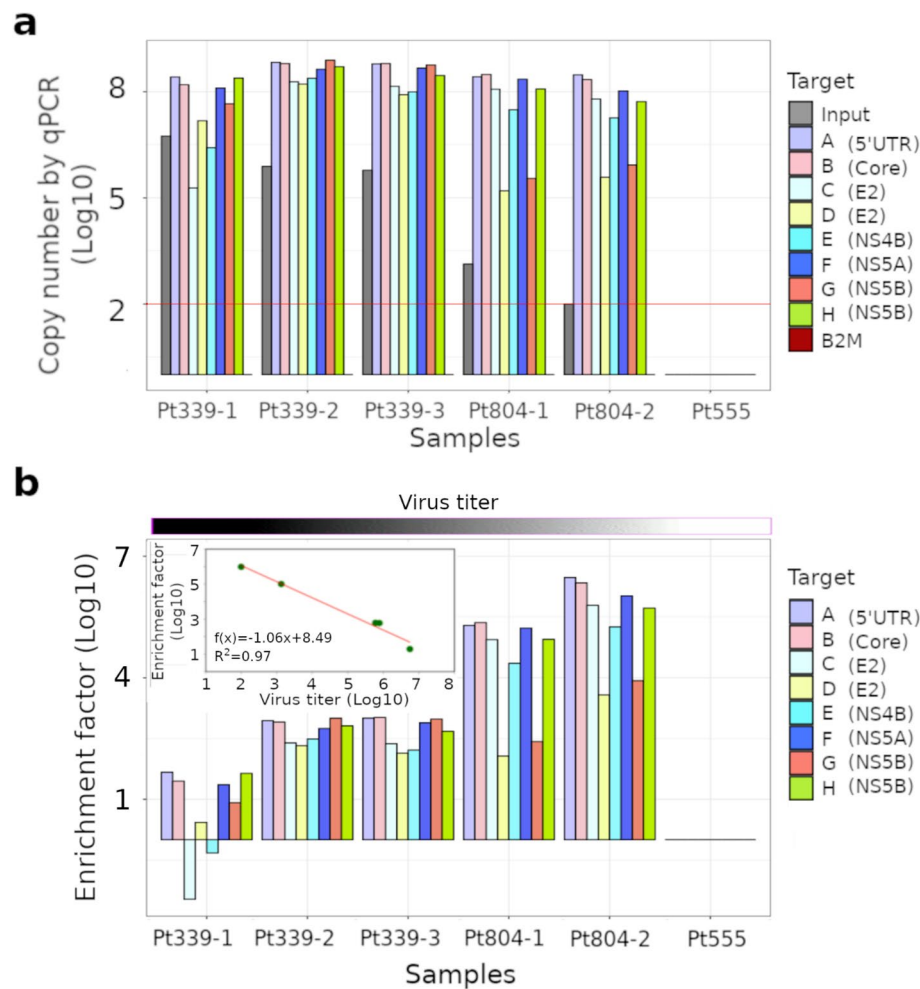 a
Copy number by qPCR
(Log10)
8
5
2
Pt339-1 Pt339-2 Pt339-3 Pt804-1 Pt804-2 Pt555
Samples
Target
Input
A (5'UTR)
B (Core)
C (E2)
D (E2)
E (NS4B)
F (NS5A)
G (NS5B)
H (NS5B)
B2M
b
Virus titer
Enrichment factor (Log10)
7
4
1
Enrichment factor
(Log10)
7
5
3
1
f(x)=-1.06x+8.49
R²=0.97
1 2 3 4 5 6 7 8
Virus titer (Log10)
Pt339-1 Pt339-2 Pt339-3 Pt804-1 Pt804-2 Pt555
Samples
Target
A (5'UTR)
B (Core)
C (E2)
D (E2)
E (NS4B)
F (NS5A)
G (NS5B)
H (NS5B)